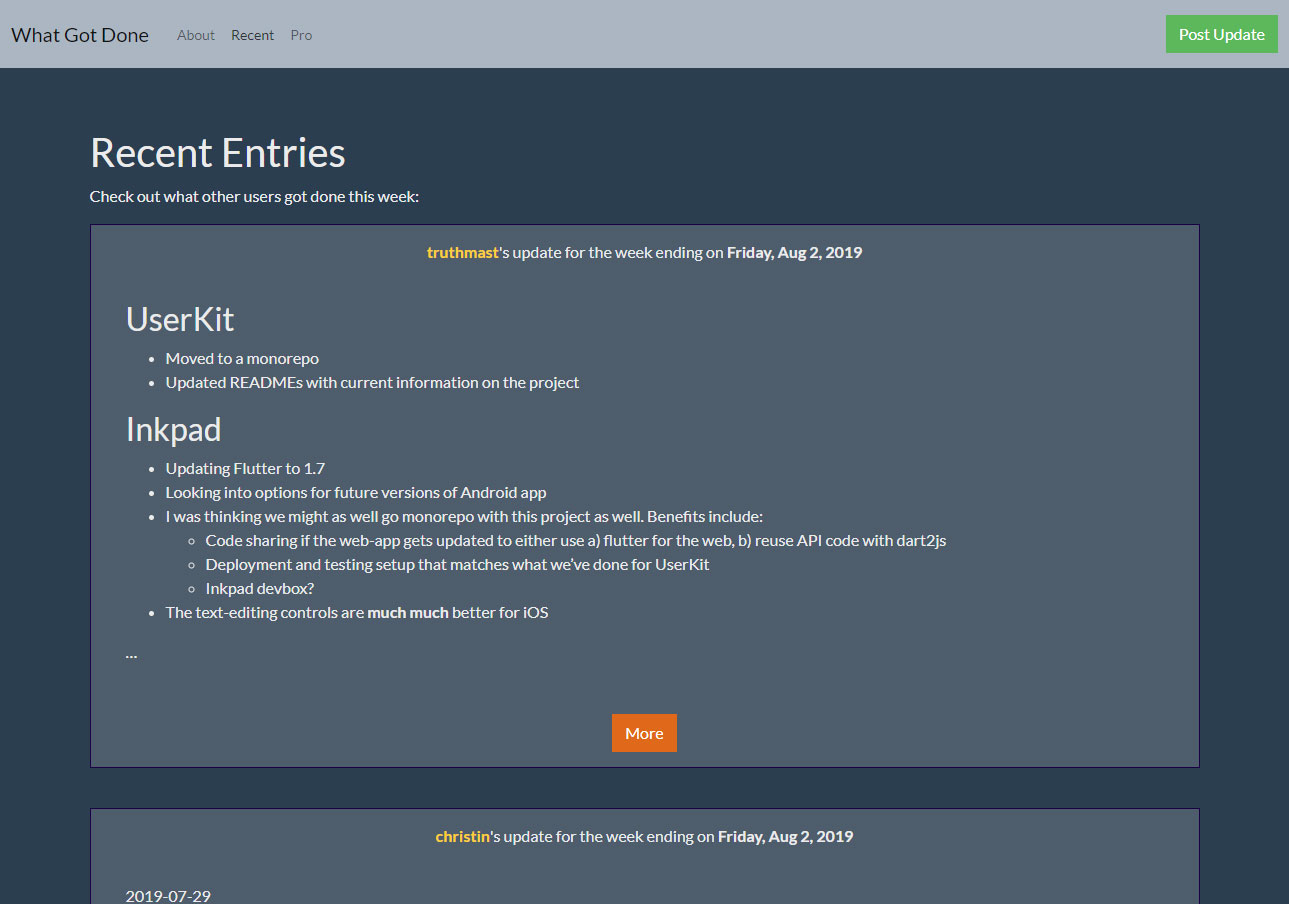 What Got Done About Recent Pro Post Update
Recent Entries
Check out what other users got done this week:
truthmast's update for the week ending on Friday, Aug 2, 2019
UserKit
• Moved to a monorepo
• Updated READMEs with current information on the project
Inkpad
• Updating Flutter to 1.7
• Looking into options for future versions of Android app
• I was thinking we might as well go monorepo with this project as well. Benefits include:
◦ Code sharing if the web-app gets updated to either use a) flutter for the web, b) reuse API code with dart2js
◦ Deployment and testing setup that matches what we’ve done for UserKit
◦ Inkpad devbox?
• The text-editing controls are much much better for iOS
...
More
christin's update for the week ending on Friday, Aug 2, 2019
2019-07-29